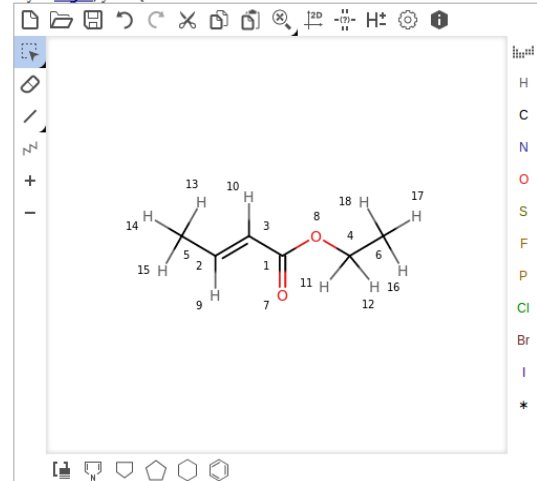 2D
(?)
H±
H
C
N
O
S
F
P
Cl
Br
I
*
13 10 18 17
H H H H
14 H 3 8 H
O 4
5 2 1 6
15 H H H H
11 12 16
9 H O
7
N